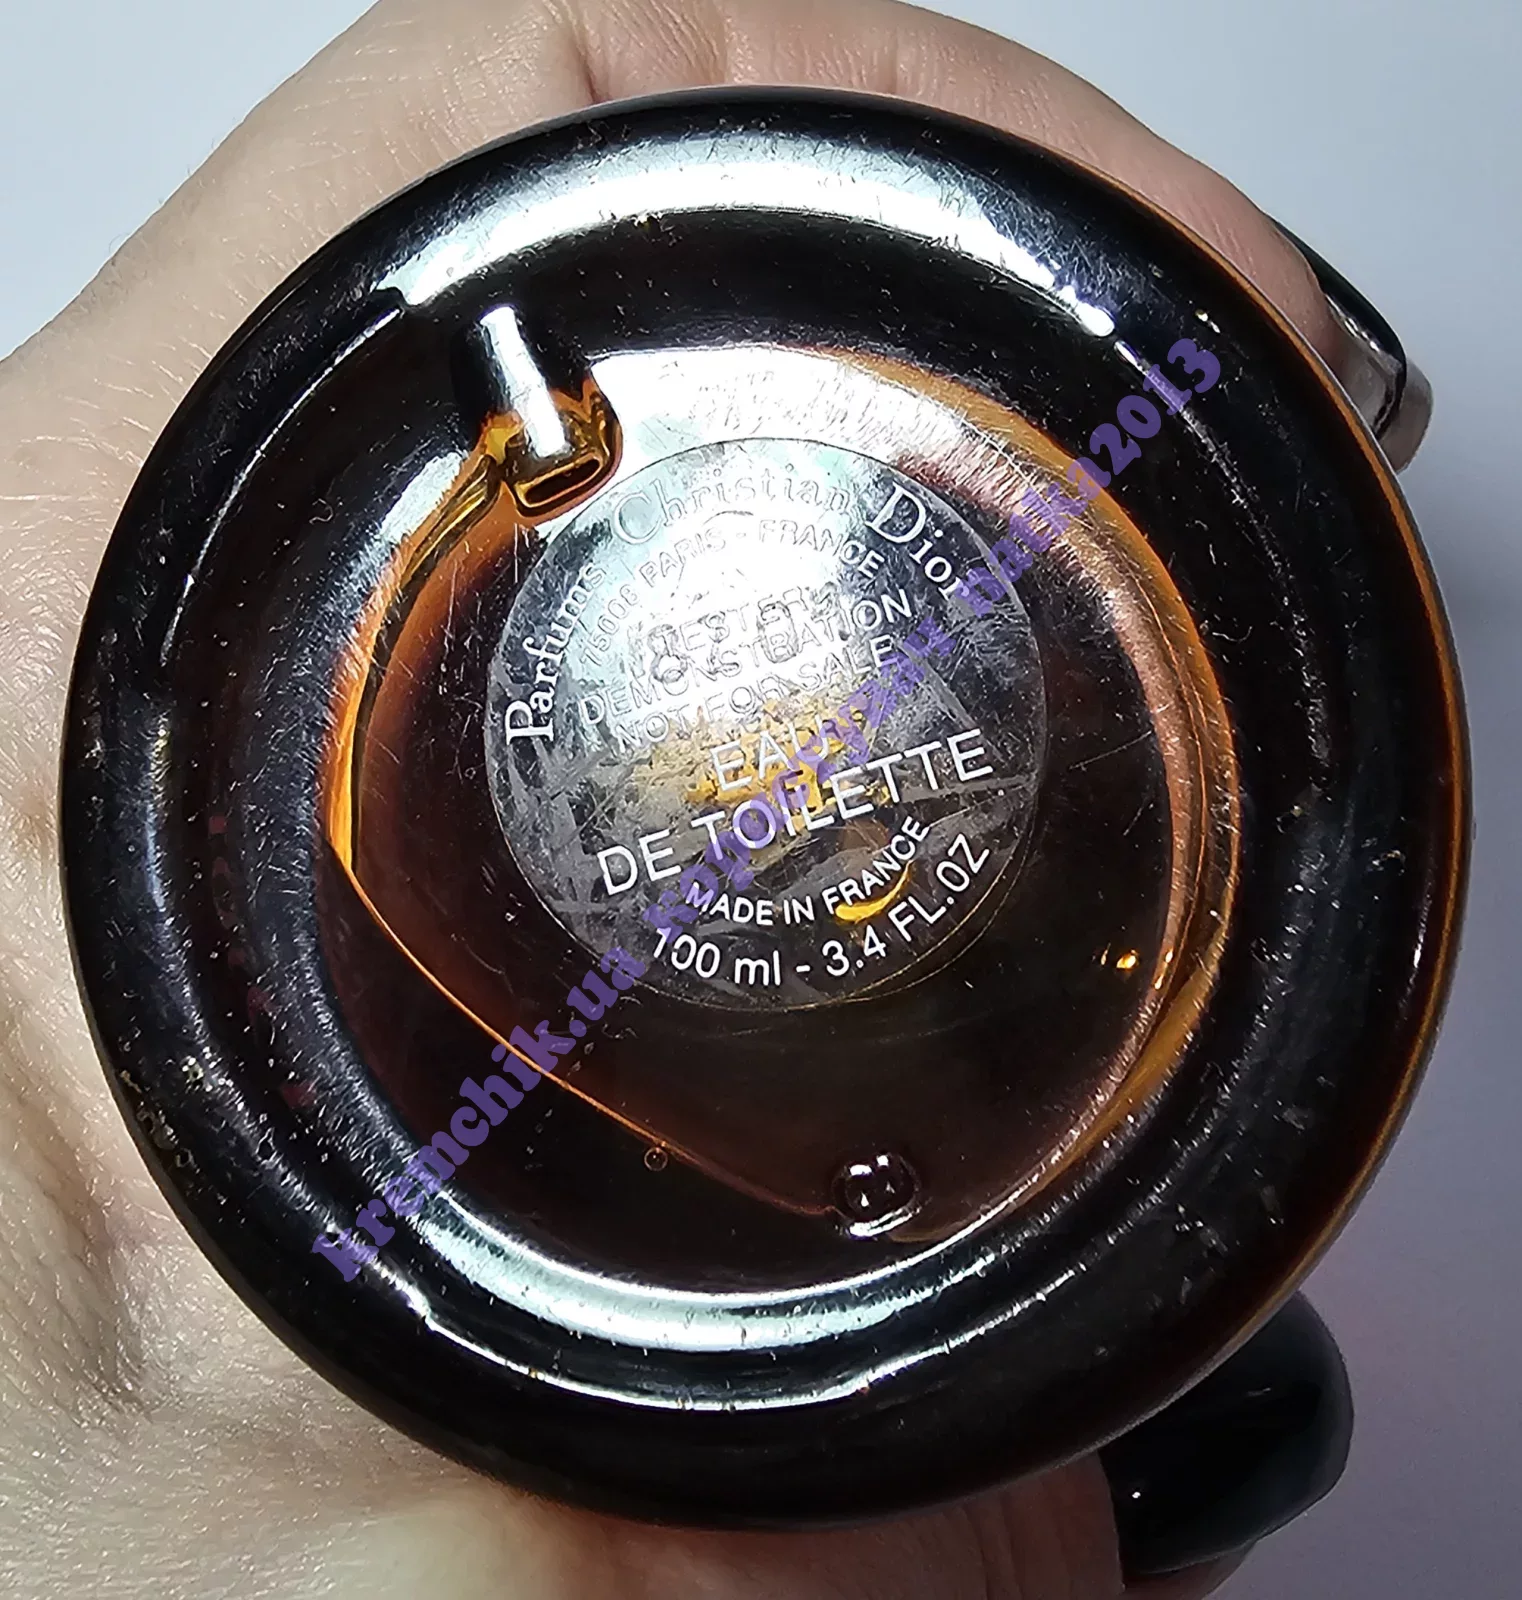 Parfums Christian Dior
75008 PARIS - FRANCE
TESTER
DEMONSTRATION
NOT FOR SALE
EAU
DE TOILETTE
MADE IN FRANCE
100 ml - 3.4 FL.OZ
kremchik.ua
natka2013